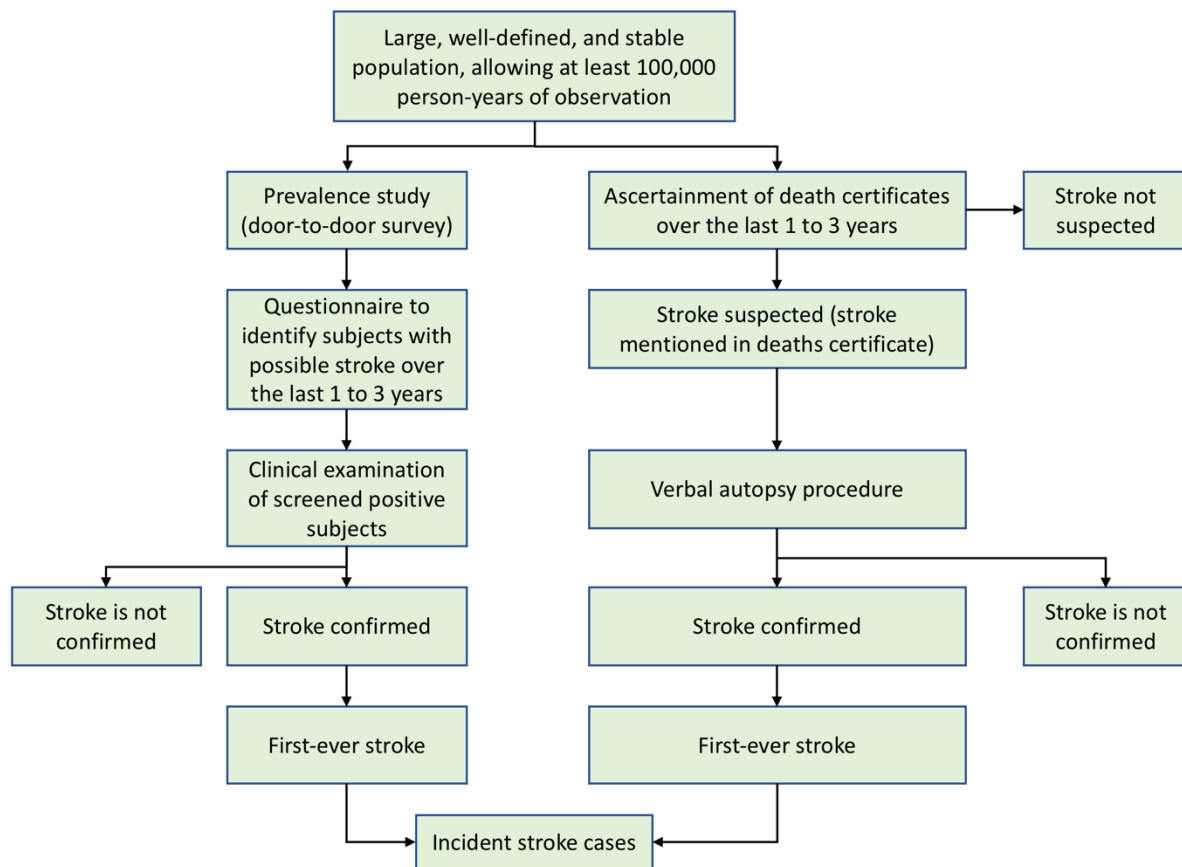 Large, well-defined, and stable
population, allowing at least 100,000
person-years of observation
Prevalence study
(door-to-door survey)
Ascertainment of death certificates
over the last 1 to 3 years
Stroke not
suspected
Questionnaire to
identify subjects with
possible stroke over
the last 1 to 3 years
Stroke suspected (stroke
mentioned in deaths certificate)
Clinical examination
of screened positive
subjects
Verbal autopsy procedure
Stroke is not
confirmed
Stroke confirmed
Stroke confirmed
Stroke is not
confirmed
First-ever stroke
First-ever stroke
Incident stroke cases